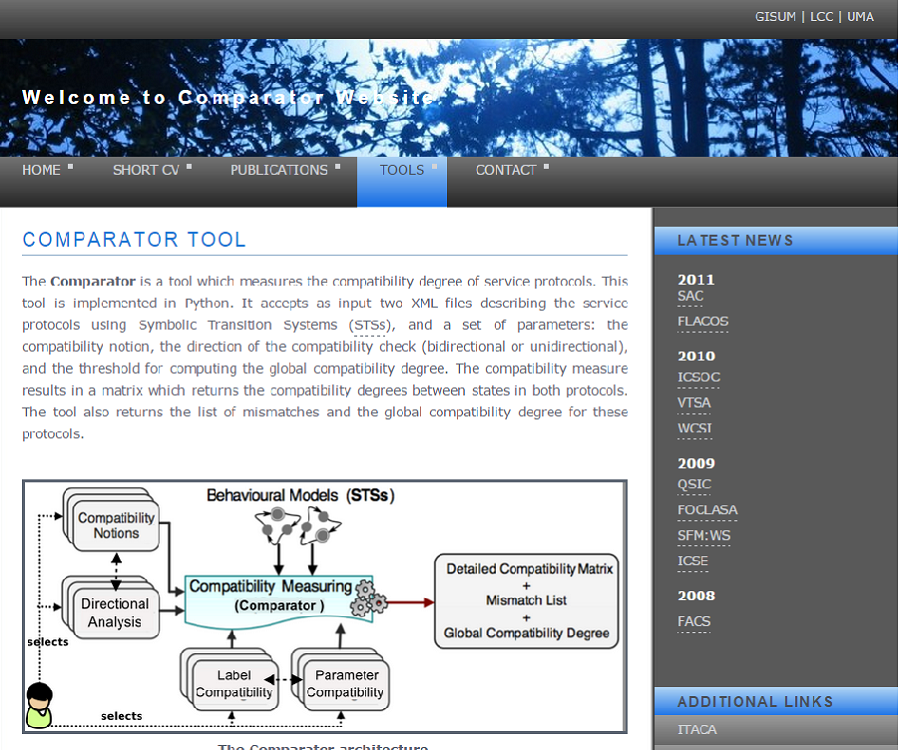 GISUM | LCC | UMA
Welcome to Comparator Website
HOME SHORT CV PUBLICATIONS TOOLS CONTACT
COMPARATOR TOOL
The Comparator is a tool which measures the compatibility degree of service protocols. This
tool is implemented in Python. It accepts as input two XML files describing the service
protocols using Symbolic Transition Systems (STSs), and a set of parameters: the
compatibility notion, the direction of the compatibility check (bidirectional or unidirectional),
and the threshold for computing the global compatibility degree. The compatibility measure
results in a matrix which returns the compatibility degrees between states in both protocols.
The tool also returns the list of mismatches and the global compatibility degree for these
protocols.
Behavioural Models (STSs)
Compatibility
Notions
Directional
Analysis
selects
Compatibility Measuring
(Comparator )
Detailed Compatibility Matrix
+
Mismatch List
+
Global Compatibility Degree
Label
Compatibility
Parameter
Compatibility
selects
The Comparator architecture
LATEST NEWS
2011
SAC
FLACOS
2010
ICSOC
VTSA
WCSI
2009
QSIC
FOCLASA
SFM:WS
ICSE
2008
FACS
ADDITIONAL LINKS
ITACA